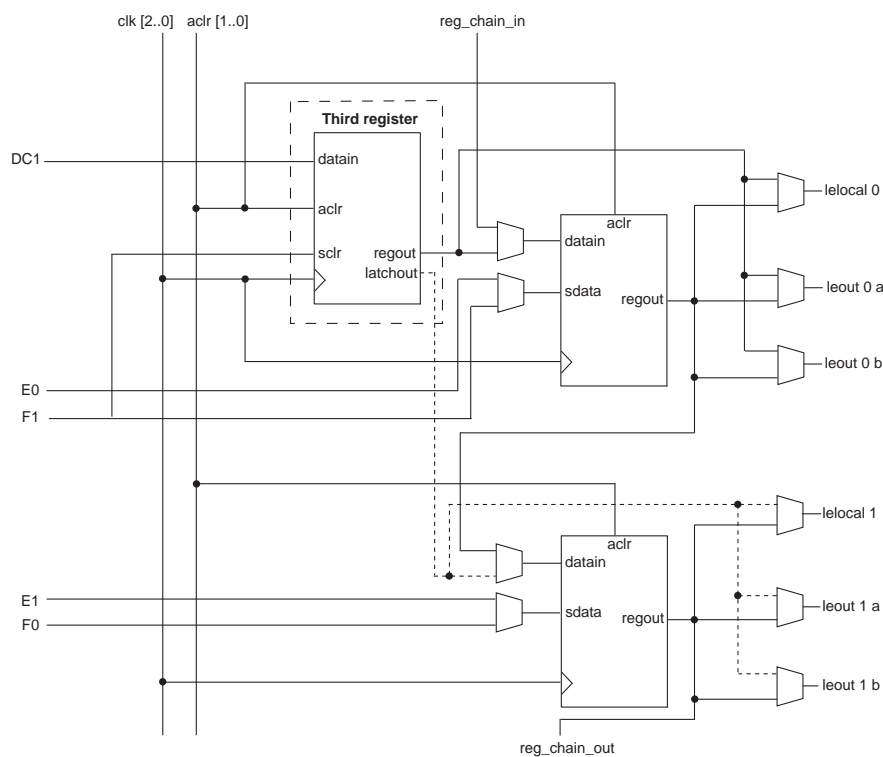 clk [2..0] aclr [1..0] reg_chain_in
Third register
DC1
datain
aclr
sclr
regout
latchout
aclr
datain
sdata
regout
lelocal 0
leout 0 a
leout 0 b
E0
F1
aclr
datain
sdata
regout
lelocal 1
leout 1 a
leout 1 b
E1
F0
reg_chain_out